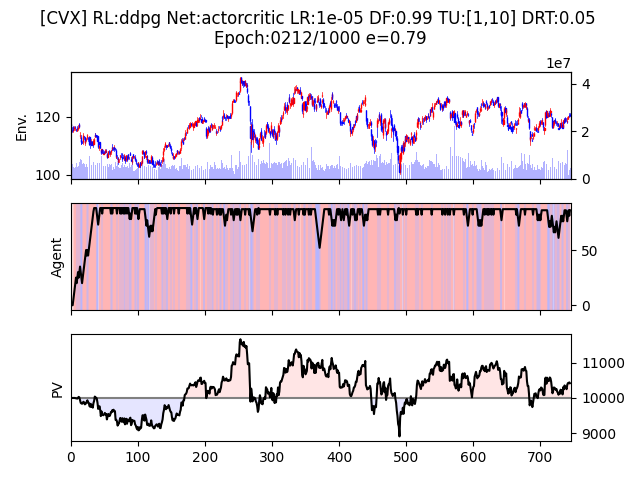 [CVX] RL:ddpg Net:actorcritic LR:1e-05 DF:0.99 TU:[1,10] DRT:0.05
Epoch:0212/1000 e=0.79
1e7
Env.
120
100
4
2
0
Agent
50
0
PV
11000
10000
9000
0 100 200 300 400 500 600 700